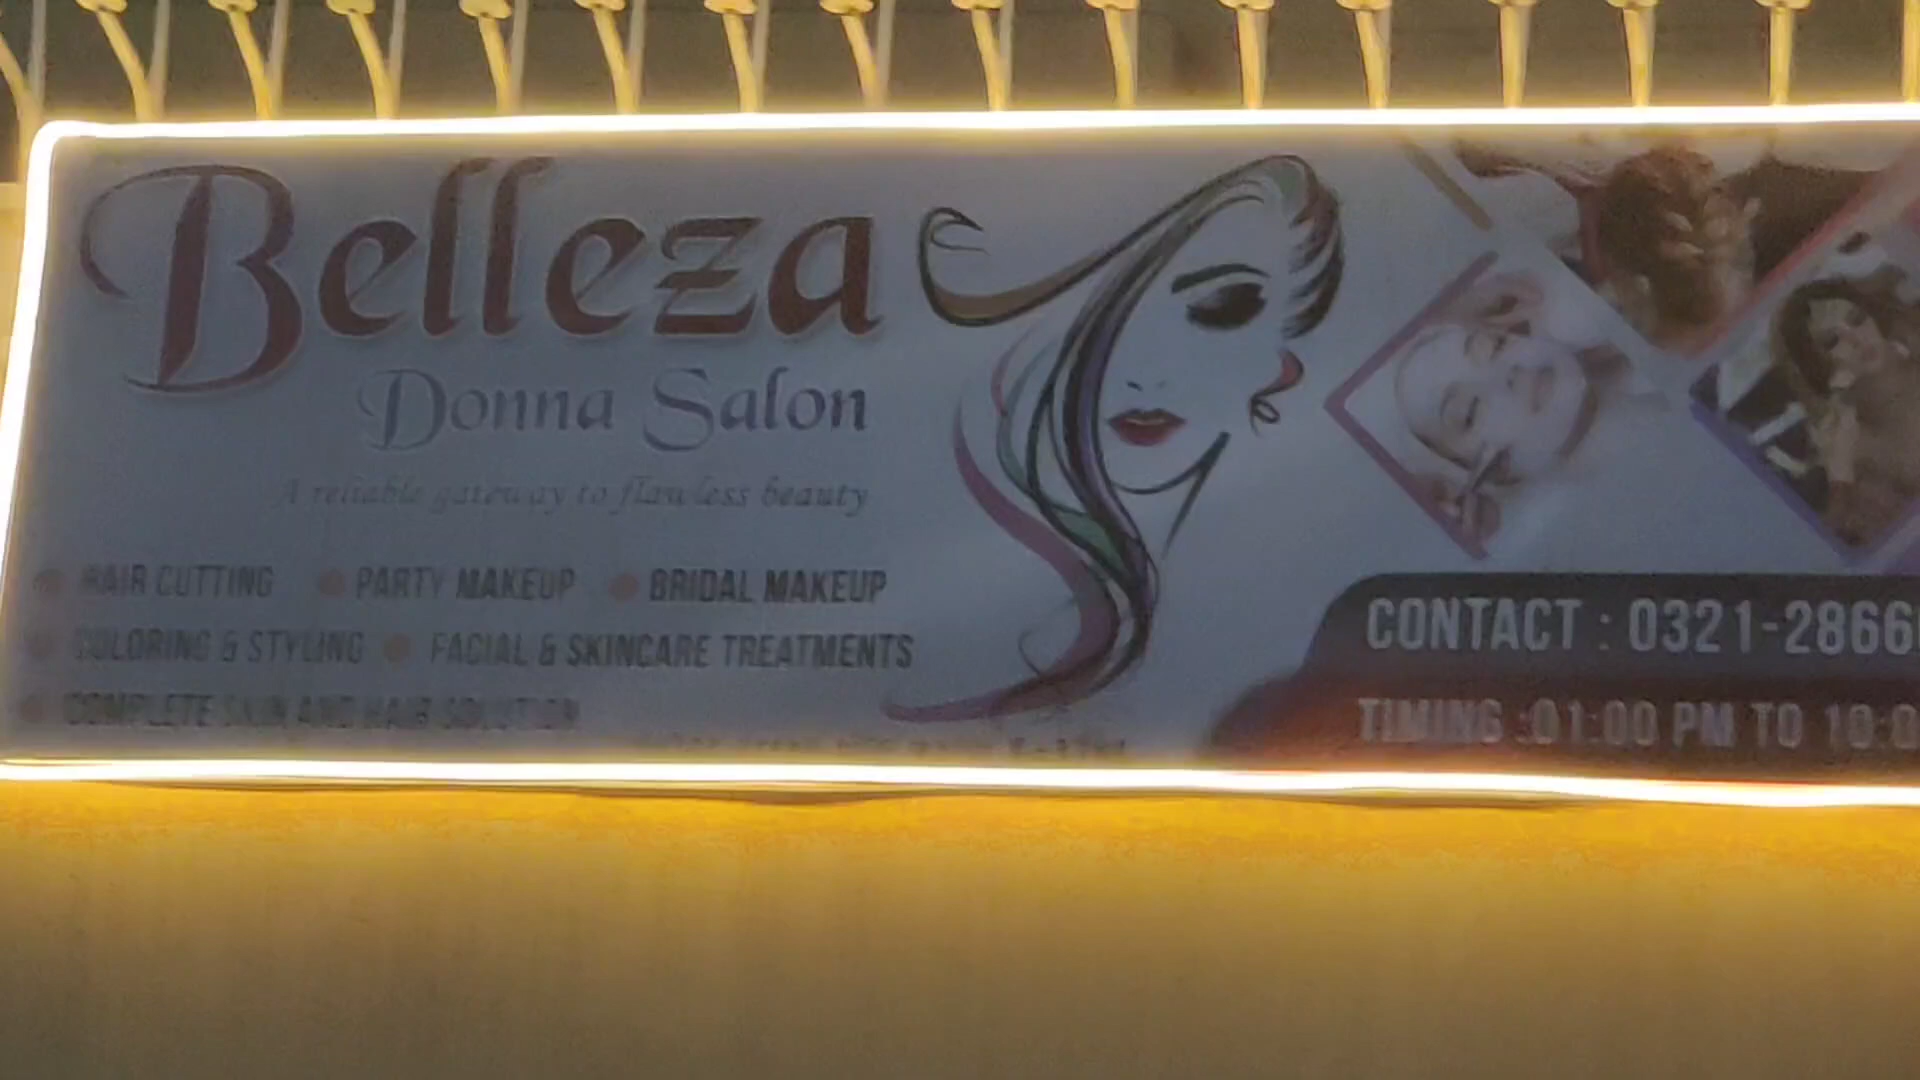 Belleza
Donna Salon
A reliable gateway to flawless beauty
HAIR CUTTING PARTY MAKEUP BRIDAL MAKEUP
COLORING & STYLING FACIAL & SKINCARE TREATMENTS
COMPLETE SKIN AND HAIR SOLUTION
CONTACT : 0321-2866
TIMING :01:00 PM TO 10:0